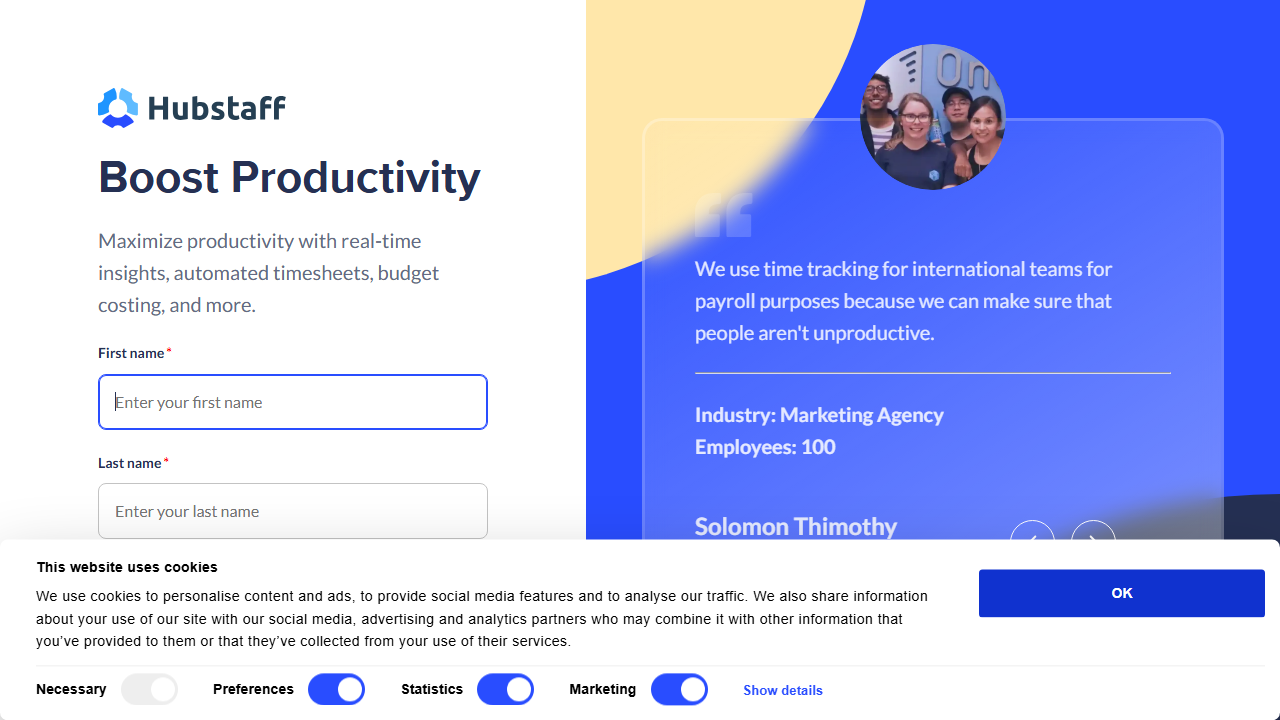 Hubstaff
Boost Productivity
Maximize productivity with real-time
insights, automated timesheets, budget
costing, and more.
First name*
Enter your first name
Last name*
Enter your last name
On
We use time tracking for international teams for
payroll purposes because we can make sure that
people aren't unproductive.
Industry: Marketing Agency
Employees: 100
Solomon Thimothy
This website uses cookies
We use cookies to personalise content and ads, to provide social media features and to analyse our traffic. We also share information
about your use of our site with our social media, advertising and analytics partners who may combine it with other information that
you’ve provided to them or that they’ve collected from your use of their services.
OK
Necessary
Preferences
Statistics
Marketing
Show details